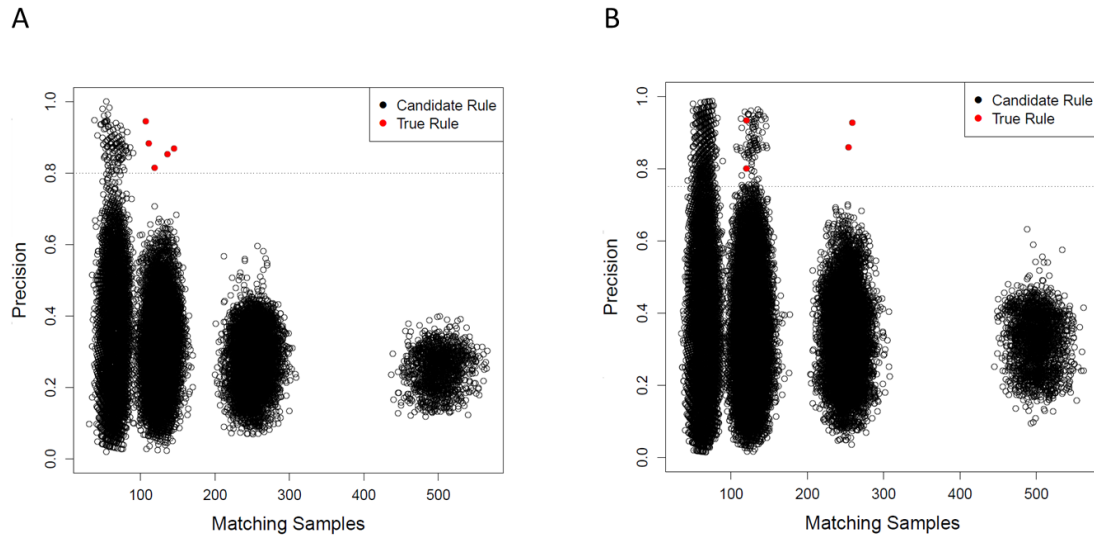 A
Precision
0.0
0.2
0.4
0.6
0.8
1.0
Candidate Rule
True Rule
100
200
300
400
500
Matching Samples
B
Precision
0.0
0.2
0.4
0.6
0.8
1.0
Candidate Rule
True Rule
100
200
300
400
500
Matching Samples